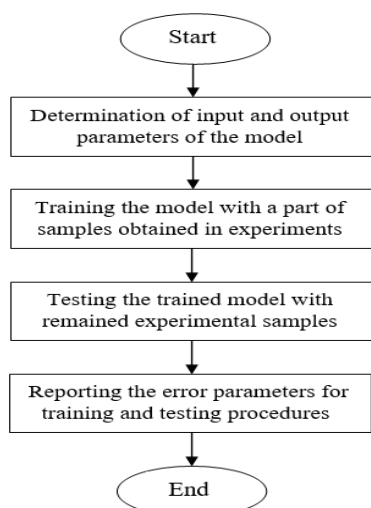 Start
Determination of input and output
parameters of the model
Training the model with a part of
samples obtained in experiments
Testing the trained model with
remained experimental samples
Reporting the error parameters for
training and testing procedures
End